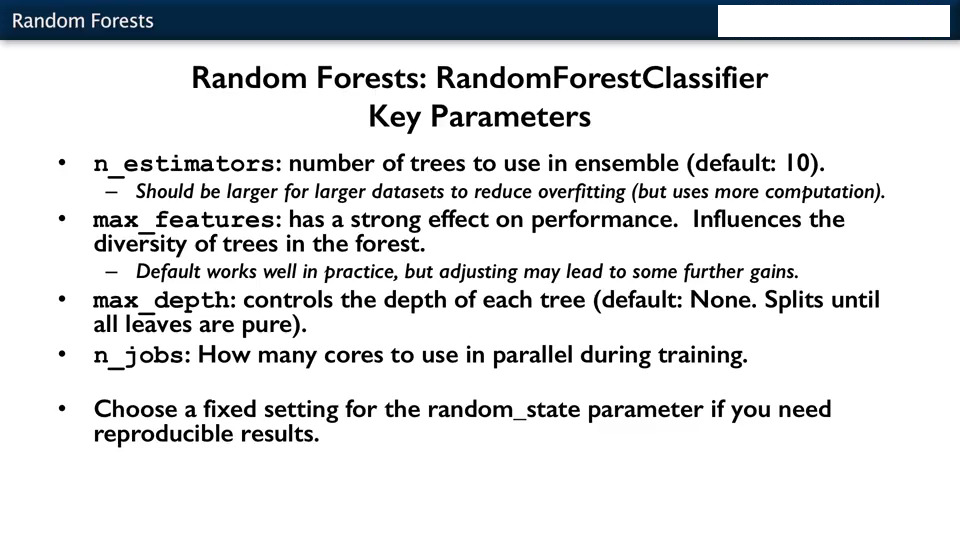 Random Forests
Random Forests: RandomForestClassifier
Key Parameters
• n_estimators: number of trees to use in ensemble (default: 10).
– Should be larger for larger datasets to reduce overfitting (but uses more computation).
• max_features: has a strong effect on performance. Influences the
diversity of trees in the forest.
– Default works well in practice, but adjusting may lead to some further gains.
• max_depth: controls the depth of each tree (default: None. Splits until
all leaves are pure).
• n_jobs: How many cores to use in parallel during training.
• Choose a fixed setting for the random_state parameter if you need
reproducible results.